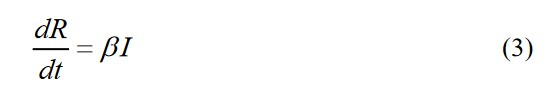 dR/dt = βI (3)